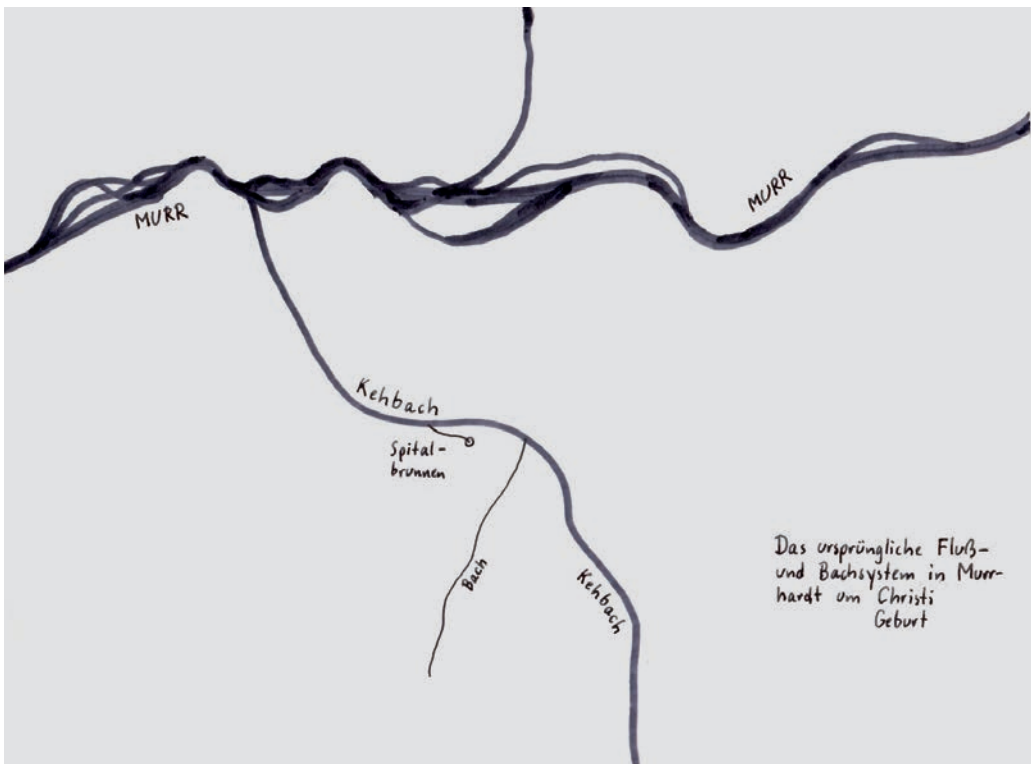 MURR
MURR
Kehbach
Spital-
brunnen
Bach
Kehbach
Das ursprüngliche Fluß-
und Bachsystem in Murr-
hardt um Christi
Geburt